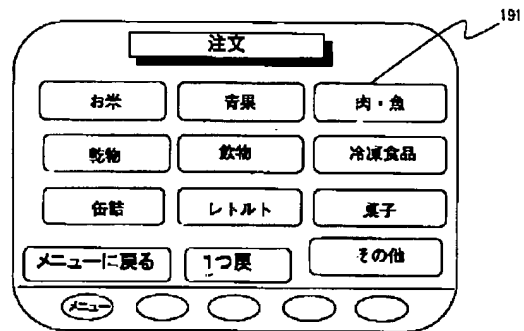 191
注文
お米 青果 肉・魚
乾物 飲物 冷凍食品
缶詰 レトルト 菓子
メニューに戻る 1つ戻 その他
メニュー